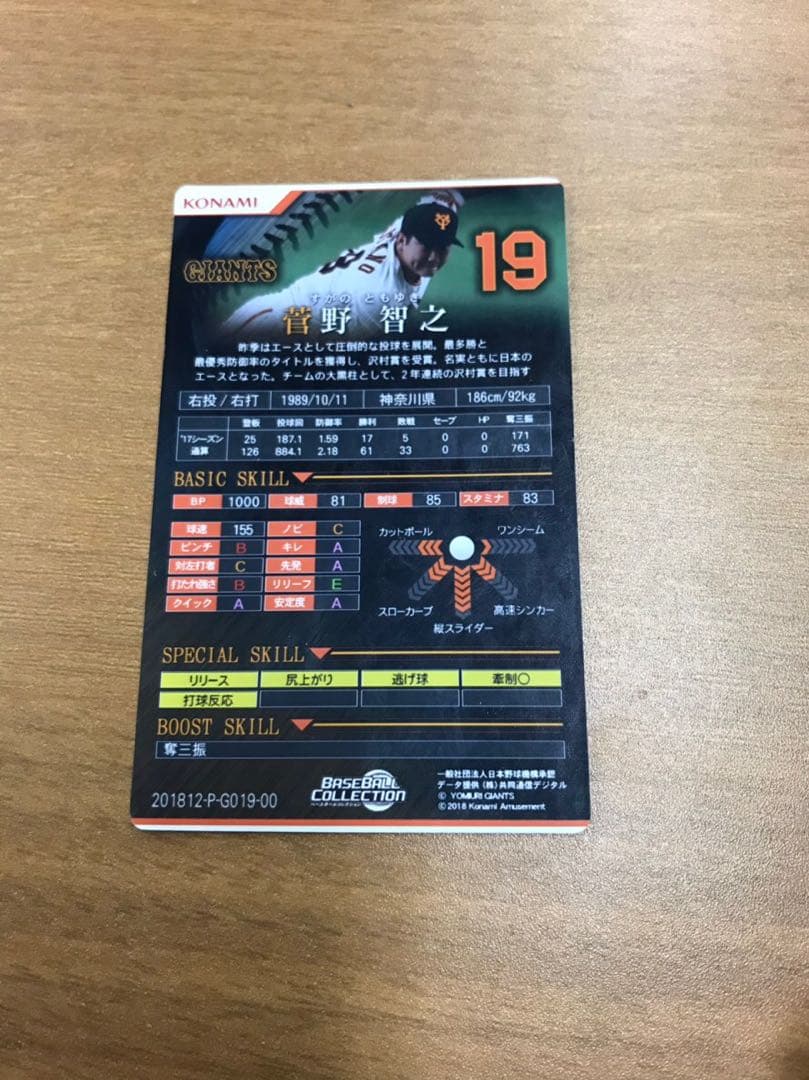 KONAMI
GIANTS
19
すがの ともゆき
菅野 智之
昨季はエースとして圧倒的な投球を展開。最多勝と
最優秀防御率のタイトルを獲得し、沢村賞を受賞。名実ともに日本の
エースとなった。チームの大黒柱として、2年連続の沢村賞を目指す
右投/右打 1989/10/11 神奈川県 186cm/92kg
登板 投球回 防御率 勝利 敗戦 セーブ HP 奪三振
'17シーズン 25 187.1 1.59 17 5 0 0 171
通算 126 884.1 2.18 61 33 0 0 763
BASIC SKILL
BP 1000 球威 81 制球 85 スタミナ 83
球速 155 ノビ C
ピンチ B キレ A
対左打者 C 先発 A
打たれ強さ B リリーフ E
クイック A 安定度 A
カットボール ワンシーム
スローカーブ 高速シンカー
縦スライダー
SPECIAL SKILL
リリース 尻上がり 逃げ球 牽制〇
打球反応
BOOST SKILL
奪三振
201812-P-G019-00
BASEBALL COLLECTION
ベースボールコレクション
一般社団法人日本野球機構承認
データ提供 (株)共同通信デジタル
© YOMIURI GIANTS
©2018 Konami Amusement